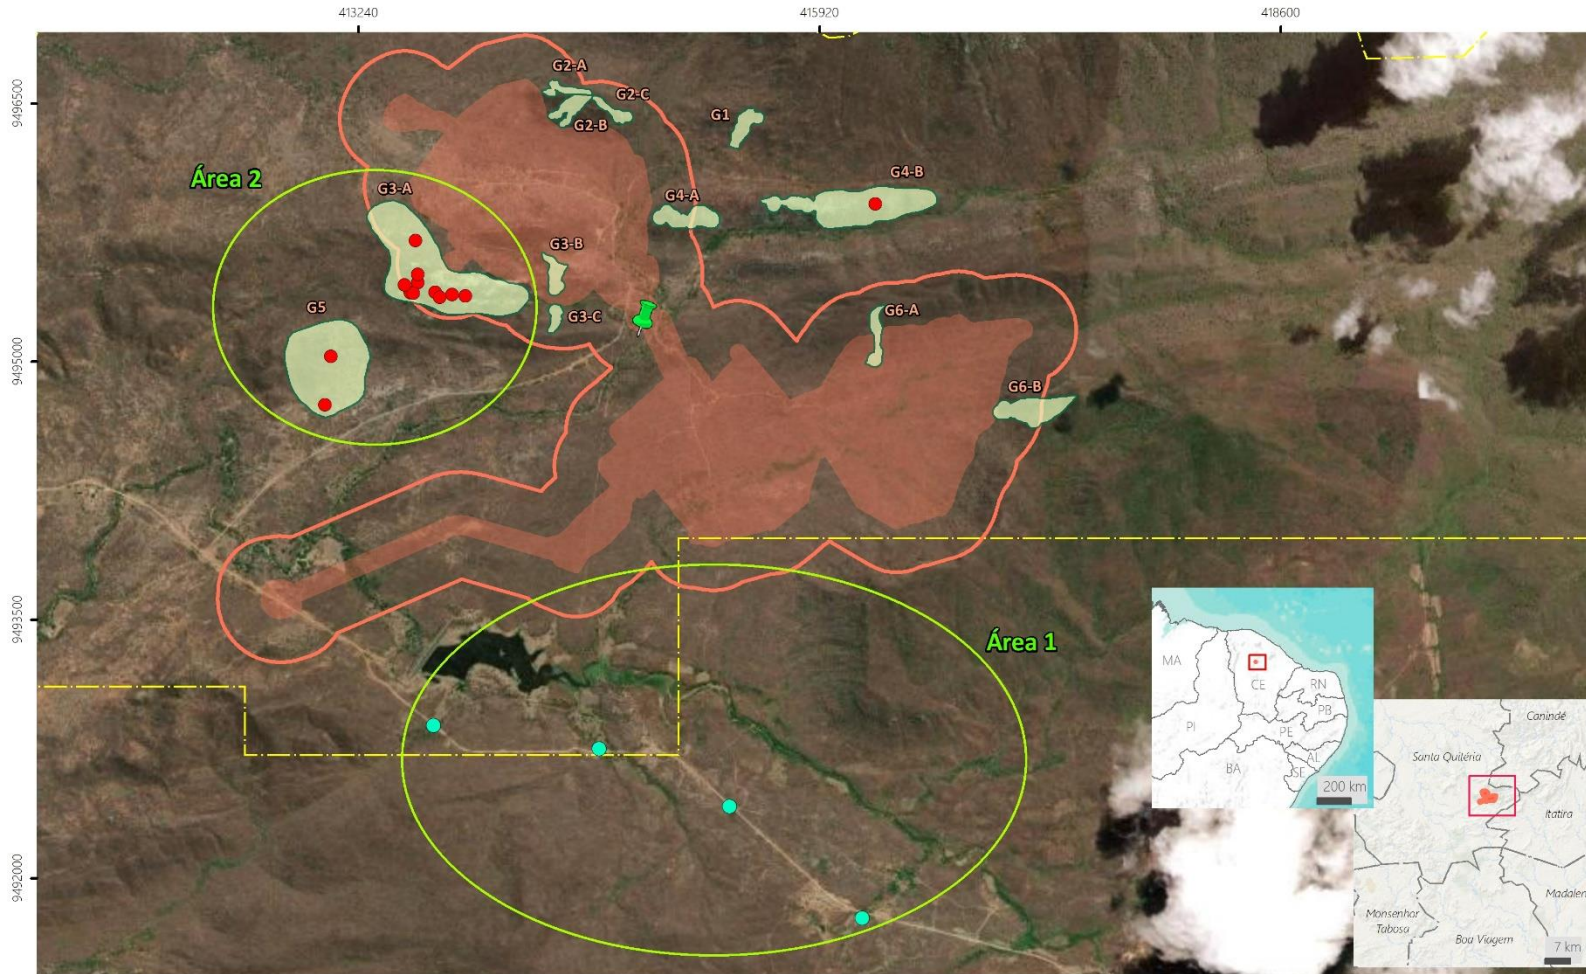 413240
415920
418600
9496500
9495000
9493500
9492000
G2-A
G2-C
G2-B
G1
Área 2
G3-A
G4-A
G4-B
G3-B
G5
G3-C
G6-A
G6-B
Área 1
MA
CE
RN
PB
PI
PE
AL
SE
BA
200 km
Canindé
Santa Quitéria
Itatira
Madalen
Monsenhar
Tabosa
Boa Viagem
7 km